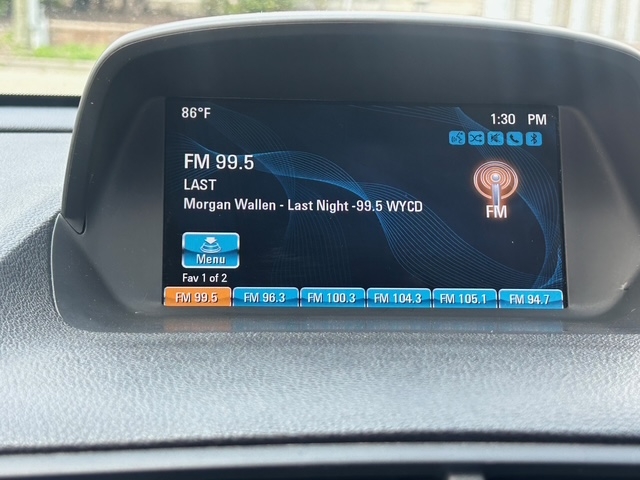 86°F 1:30 PM
FM 99.5
LAST
Morgan Wallen - Last Night -99.5 WYCD
FM
Menu
Fav 1 of 2
FM 99.5 FM 96.3 FM 100.3 FM 104.3 FM 105.1 FM 94.7